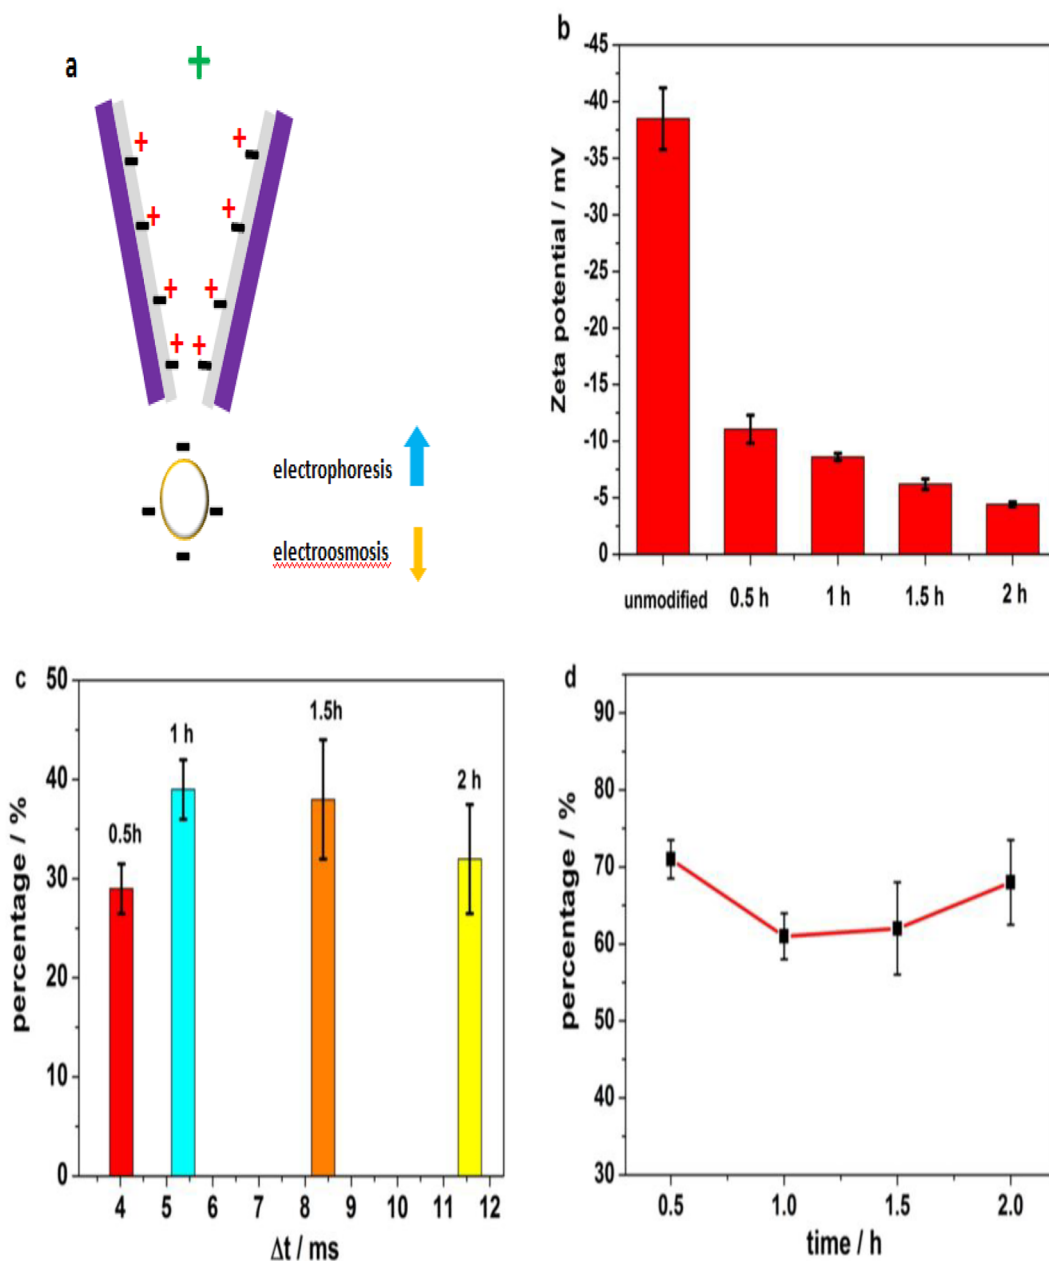 a
+
+ +
+ +
+ +
+ +
electrophoresis
electroosmosis
b
Zeta potential / mV
-45
-40
-35
-30
-25
-20
-15
-10
-5
0
unmodified 0.5 h 1 h 1.5 h 2 h
c
percentage / %
50
40
30
20
10
0
0.5h
1 h
1.5h
2 h
4 5 6 7 8 9 10 11 12
Δt / ms
d
percentage / %
90
80
70
60
50
40
30
0.5 1.0 1.5 2.0
time / h